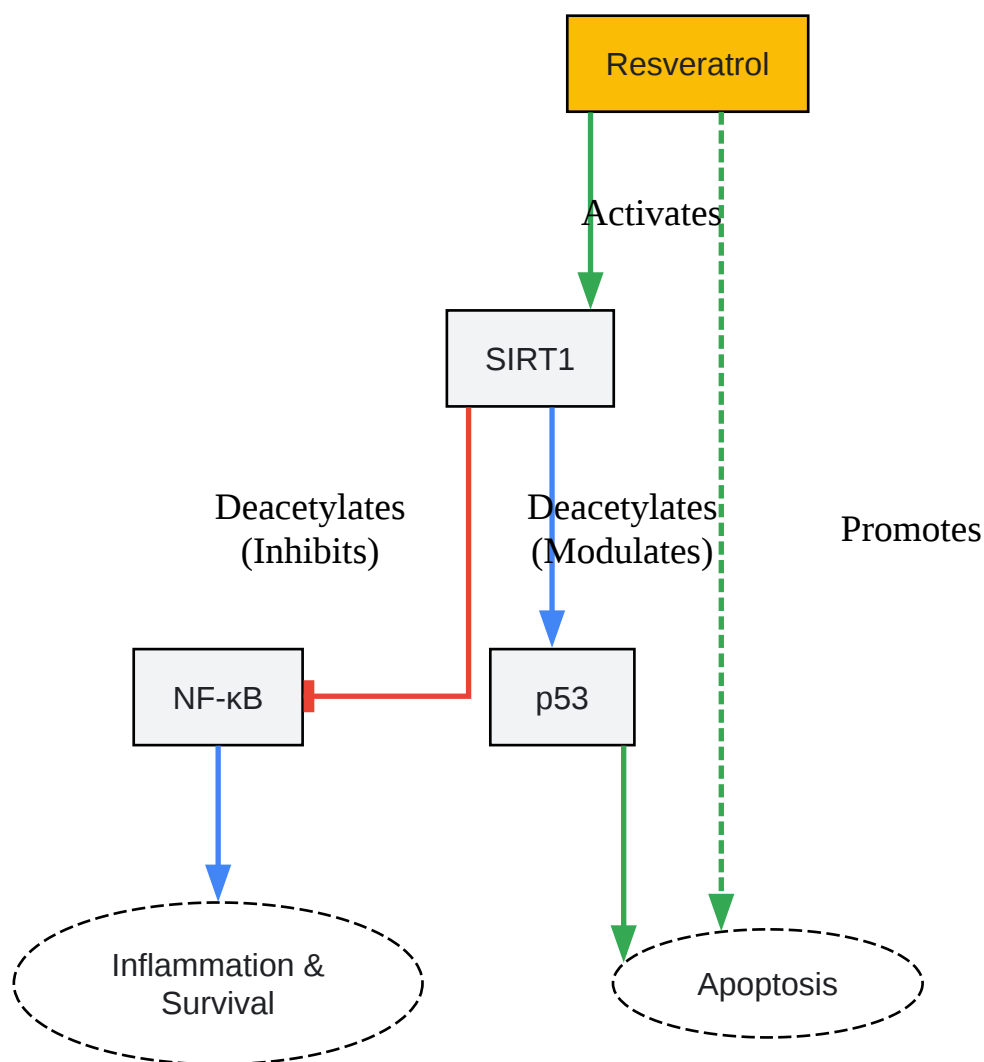 Resveratrol
Activates
SIRT1
Deacetylates
(Inhibits)
Deacetylates
(Modulates)
Promotes
NF-κB
p53
Inflammation &
Survival
Apoptosis